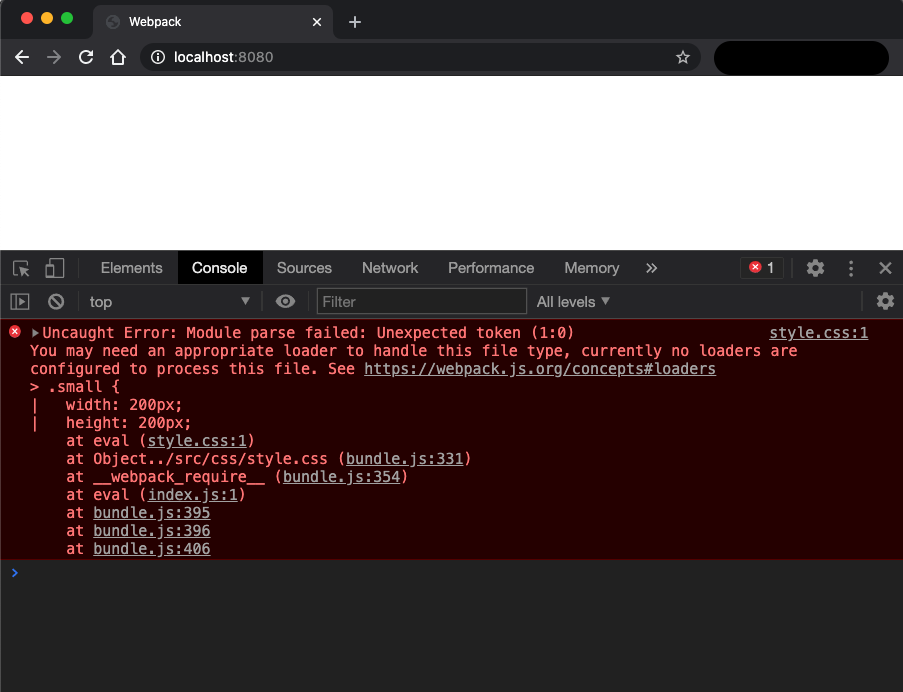 Webpack
localhost:8080
Elements Console Sources Network Performance Memory 1
top Filter All levels
Uncaught Error: Module parse failed: Unexpected token (1:0) style.css:1
You may need an appropriate loader to handle this file type, currently no loaders are
configured to process this file. See https://webpack.js.org/concepts#loaders
> .small {
|   width: 200px;
|   height: 200px;
    at eval (style.css:1)
    at Object../src/css/style.css (bundle.js:331)
    at __webpack_require__ (bundle.js:354)
    at eval (index.js:1)
    at bundle.js:395
    at bundle.js:396
    at bundle.js:406